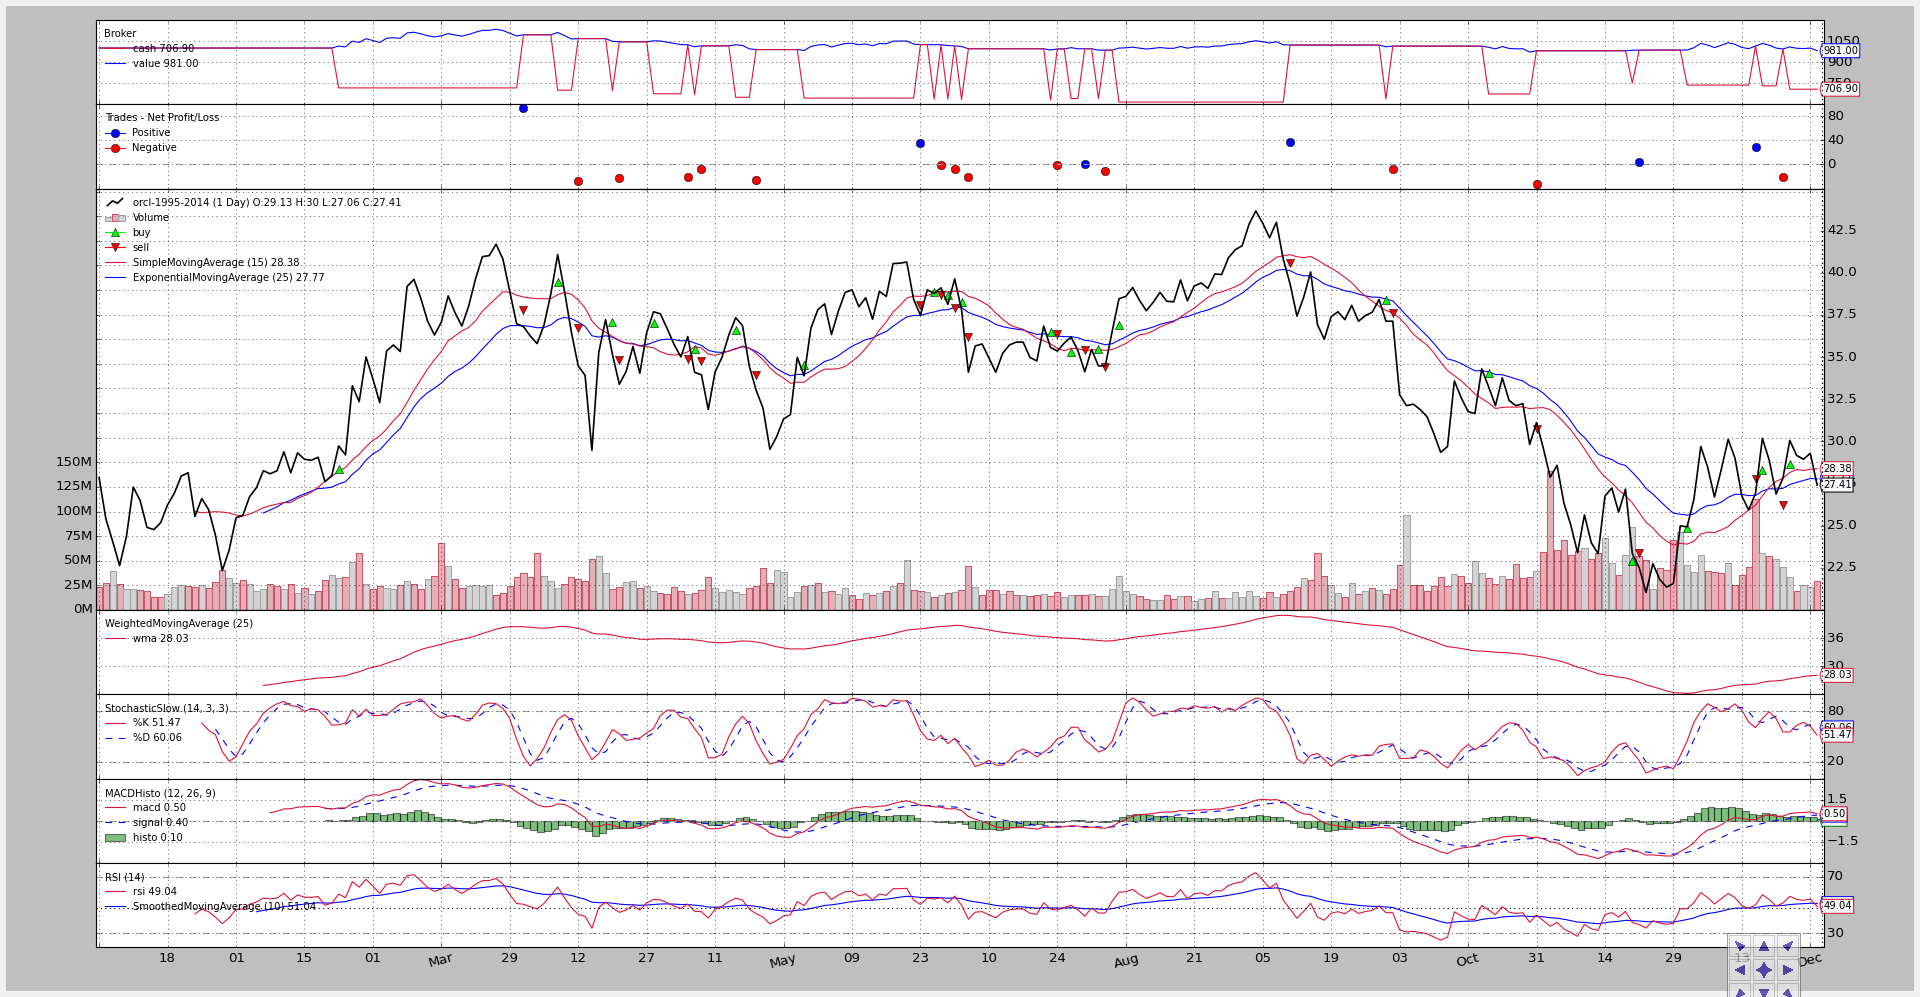 Broker
cash 706.90
value 981.00
1050
981.00
900
706.90
Trades - Net Profit/Loss
Positive
Negative
80
40
0
orcl-1995-2014 (1 Day) O:29.13 H:30 L:27.06 C:27.41
Volume
buy
sell
SimpleMovingAverage (15) 28.38
ExponentialMovingAverage (25) 27.77
42.5
40.0
37.5
35.0
32.5
30.0
28.38
27.41
25.0
22.5
150M
125M
100M
75M
50M
25M
0M
WeightedMovingAverage (25)
wma 28.03
36
30
28.03
StochasticSlow (14, 3, 3)
%K 51.47
%D 60.06
80
60.06
51.47
20
MACDHisto (12, 26, 9)
macd 0.50
signal 0.40
histo 0.10
1.5
0.50
−1.5
RSI (14)
rsi 49.04
SmoothedMovingAverage (10) 51.04
70
49.04
30
18 01 15 01 Mar 29 12 27 11 May 09 23 10 24 Aug 21 05 19 03 Oct 31 14 29 13 Dec